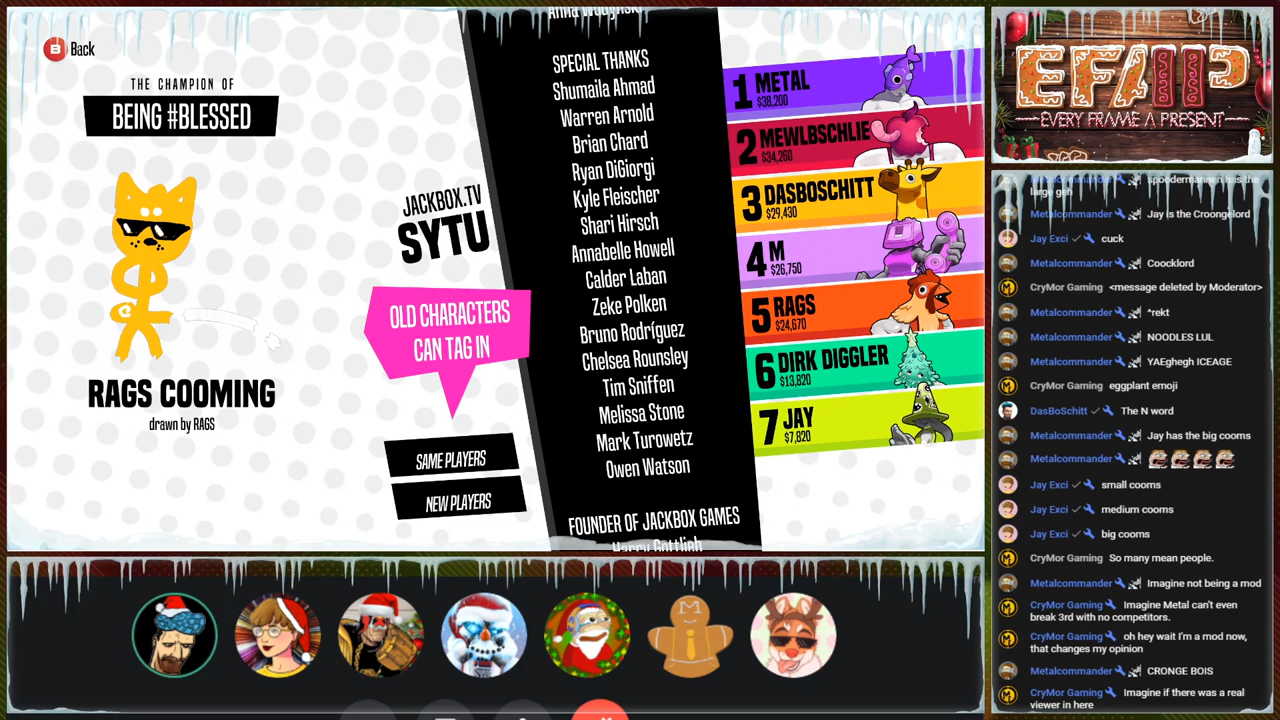 B Back
THE CHAMPION OF
BEING #BLESSED
RAGS COOMING
drawn by RAGS
JACKBOX.TV
SYTU
OLD CHARACTERS
CAN TAG IN
SAME PLAYERS
NEW PLAYERS
SPECIAL THANKS
Shumaila Ahmad
Warren Arnold
Brian Chard
Ryan DiGiorgi
Kyle Fleischer
Shari Hirsch
Annabelle Howell
Calder Laban
Zeke Polken
Bruno Rodríguez
Chelsea Rounsley
Tim Sniffen
Melissa Stone
Mark Turowetz
Owen Watson
FOUNDER OF JACKBOX GAMES
Harry Gottlieb
1 METAL
$38,200
2 MEWLBSCHLIE
$34,260
3 DASBOSCHITT
$29,430
4 M
$26,750
5 RAGS
$24,670
6 DIRK DIGGLER
$13,820
7 JAY
$7,820
EFAP
EVERY FRAME A PRESENT
spoodermannen has the
large geh
Metalcommander Jay is the Croongelord
Jay Exci cuck
Metalcommander Coocklord
CryMor Gaming <message deleted by Moderator>
Metalcommander ^rekt
Metalcommander NOODLES LUL
Metalcommander YAEghegh ICEAGE
CryMor Gaming eggplant emoji
DasBoSchitt The N word
Metalcommander Jay has the big cooms
Metalcommander
Jay Exci small cooms
Jay Exci medium cooms
Jay Exci big cooms
CryMor Gaming So many mean people.
Metalcommander Imagine not being a mod
CryMor Gaming Imagine Metal can't even
break 3rd with no competitors.
CryMor Gaming oh hey wait I'm a mod now,
that changes my opinion
Metalcommander CRONGE BOIS
CryMor Gaming Imagine if there was a real
viewer in here
M